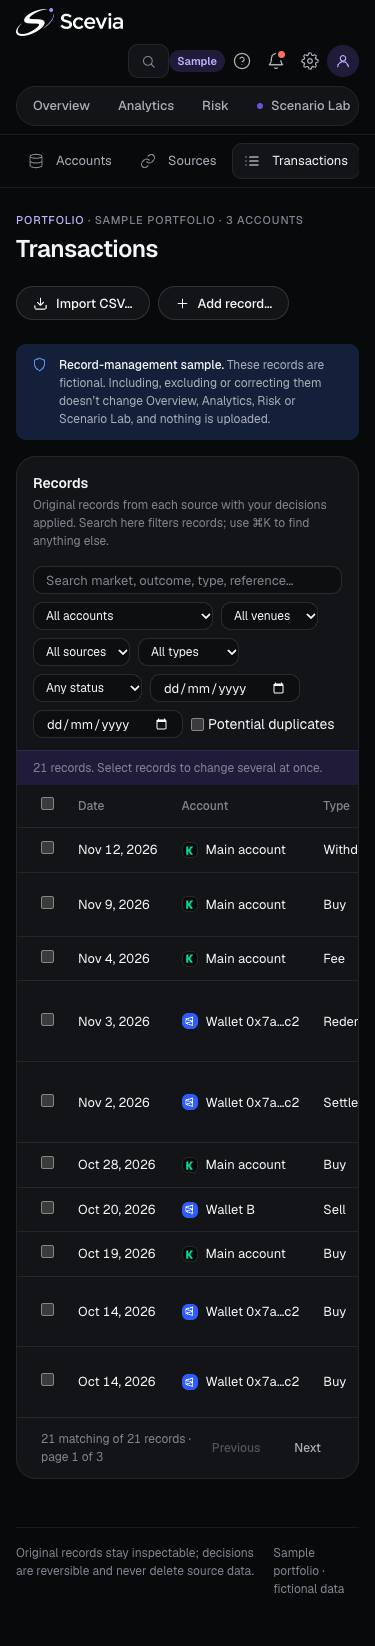 Scevia
Sample
Overview Analytics Risk Scenario Lab
Accounts Sources Transactions
PORTFOLIO · SAMPLE PORTFOLIO · 3 ACCOUNTS
Transactions
Import CSV... Add record...
Record-management sample. These records are
fictional. Including, excluding or correcting them
doesn't change Overview, Analytics, Risk or
Scenario Lab, and nothing is uploaded.
Records
Original records from each source with your decisions
applied. Search here filters records; use ⌘K to find
anything else.
Search market, outcome, type, reference...
All accounts All venues
All sources All types
Any status dd/mm/yyyy
dd/mm/yyyy Potential duplicates
21 records. Select records to change several at once.
Date Account Type
Nov 12, 2026 K Main account Withd
Nov 9, 2026 K Main account Buy
Nov 4, 2026 K Main account Fee
Nov 3, 2026 Wallet 0x7a...c2 Reder
Nov 2, 2026 Wallet 0x7a...c2 Settle
Oct 28, 2026 K Main account Buy
Oct 20, 2026 Wallet B Sell
Oct 19, 2026 K Main account Buy
Oct 14, 2026 Wallet 0x7a...c2 Buy
Oct 14, 2026 Wallet 0x7a...c2 Buy
21 matching of 21 records ·
page 1 of 3 Previous Next
Original records stay inspectable; decisions
are reversible and never delete source data.
Sample
portfolio ·
fictional data